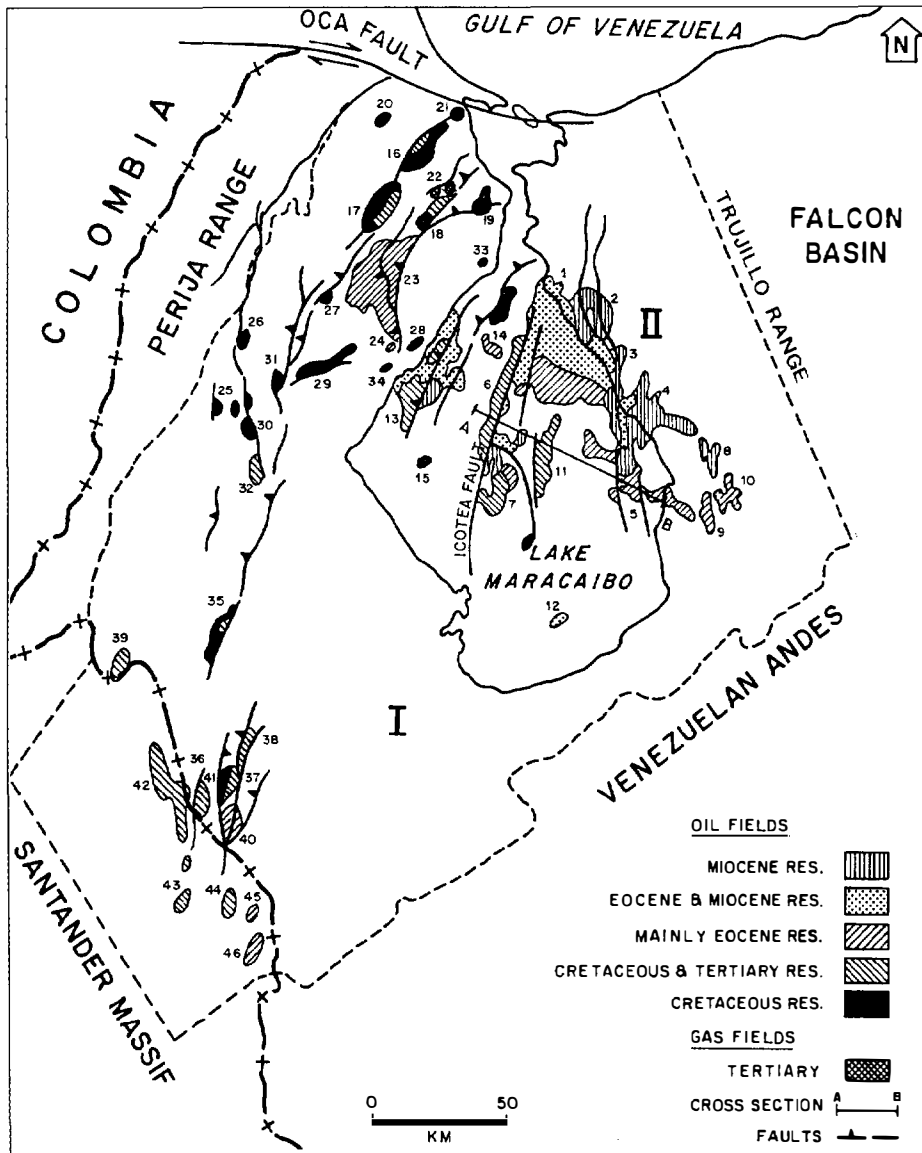 GULF OF VENEZUELA
OCA FAULT
N
COLOMBIA
PERIJA RANGE
TRUJILLO RANGE
FALCON
BASIN
20
21
16
22
17
18
19
33
23
1
2
II
26
27
14
3
24
28
31
34
29
6
4
25
13
A
30
8
11
32
15
ICOTEA FAULT
7
5
10
B
9
LAKE
MARACAIBO
12
35
39
I
VENEZUELAN ANDES
38
36
42
41
37
40
SANTANDER MASSIF
43
44
45
46
OIL FIELDS
MIOCENE RES.
EOCENE & MIOCENE RES.
MAINLY EOCENE RES.
CRETACEOUS & TERTIARY RES.
CRETACEOUS RES.
GAS FIELDS
TERTIARY
A B
CROSS SECTION
FAULTS
0 50
KM